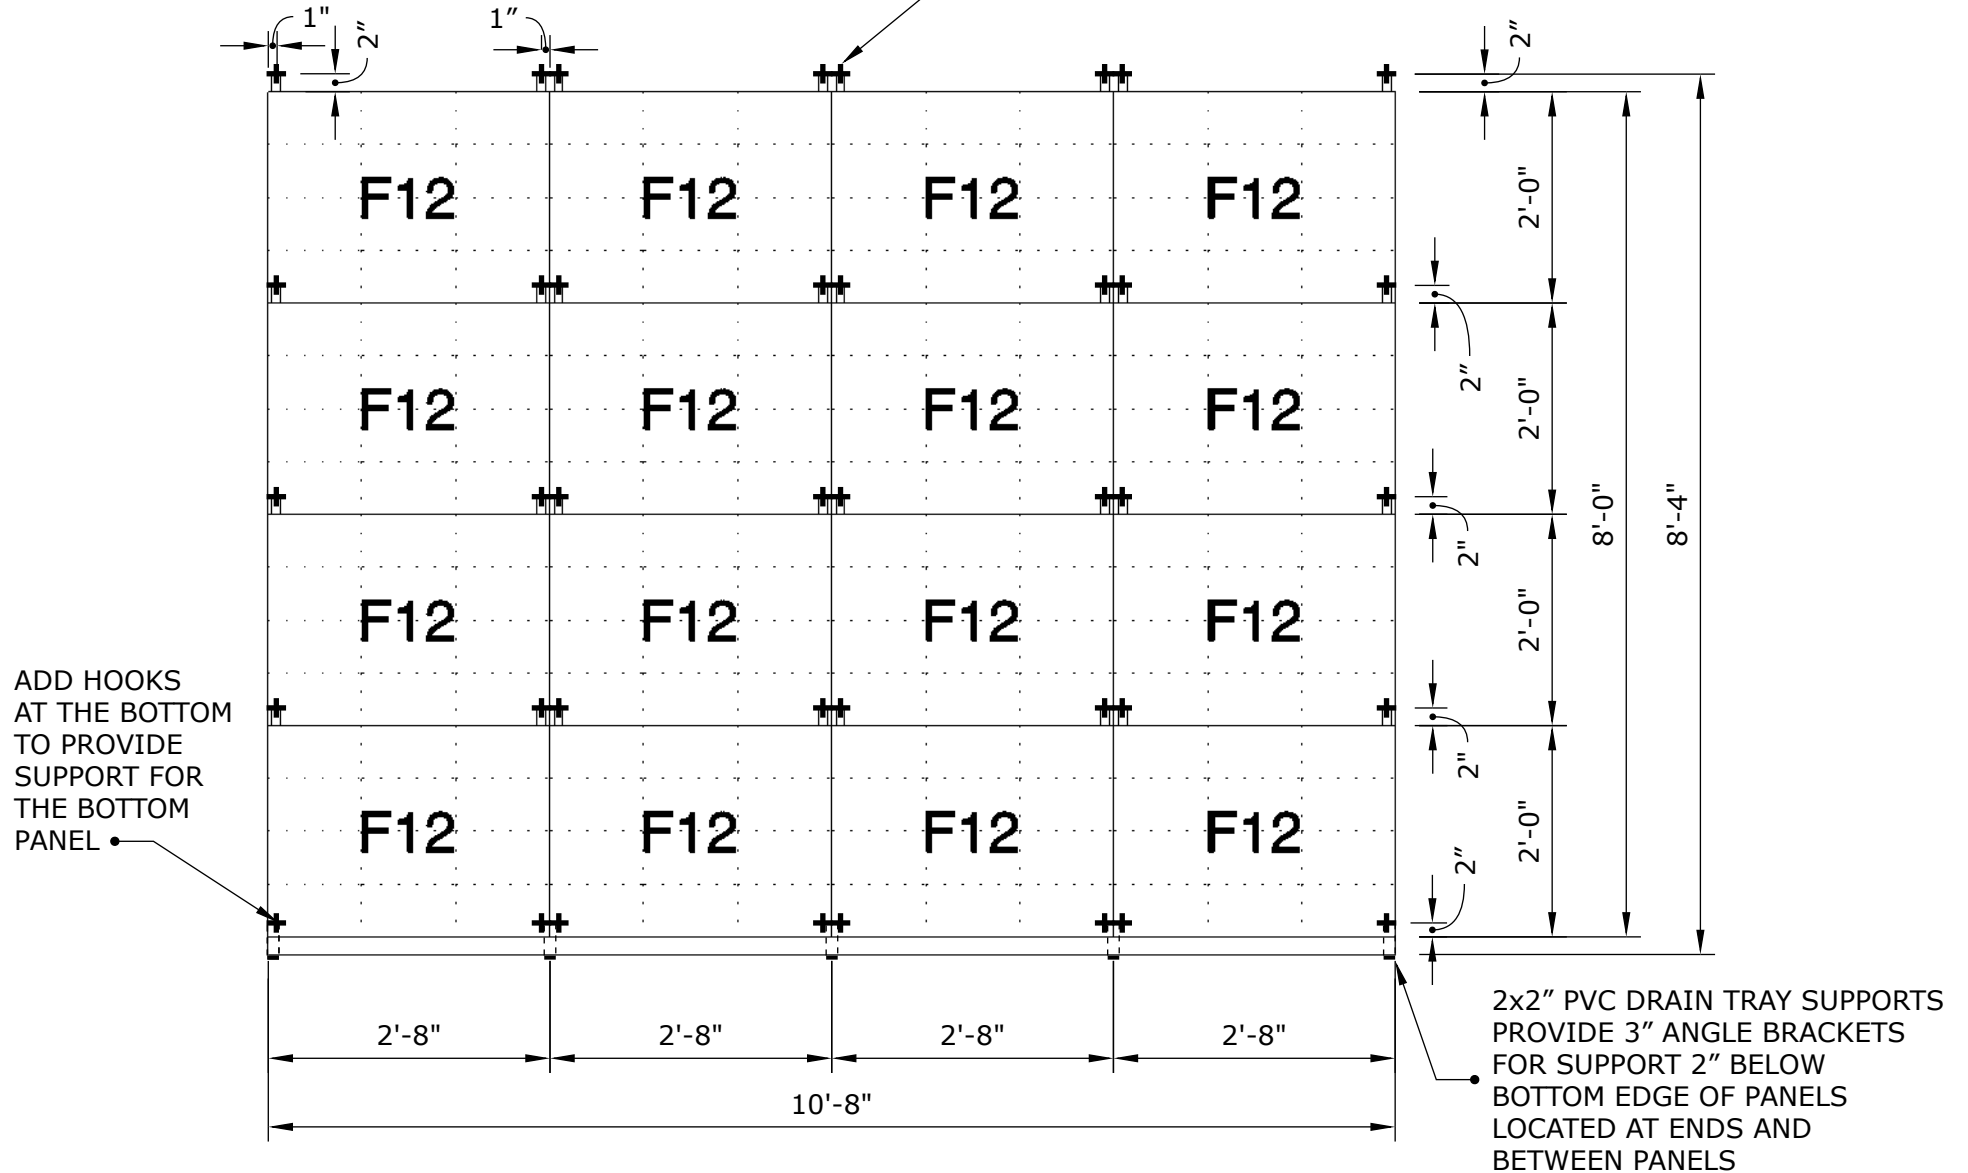 1"
2"
1"
2"
F12 F12 F12 F12
2'-0"
2"
F12 F12 F12 F12
2'-0"
8'-0"
8'-4"
2"
F12 F12 F12 F12
2'-0"
2"
ADD HOOKS
AT THE BOTTOM
TO PROVIDE
SUPPORT FOR
THE BOTTOM
PANEL
F12 F12 F12 F12
2'-0"
2"
2'-8" 2'-8" 2'-8" 2'-8"
10'-8"
2x2" PVC DRAIN TRAY SUPPORTS
PROVIDE 3" ANGLE BRACKETS
FOR SUPPORT 2" BELOW
BOTTOM EDGE OF PANELS
LOCATED AT ENDS AND
BETWEEN PANELS